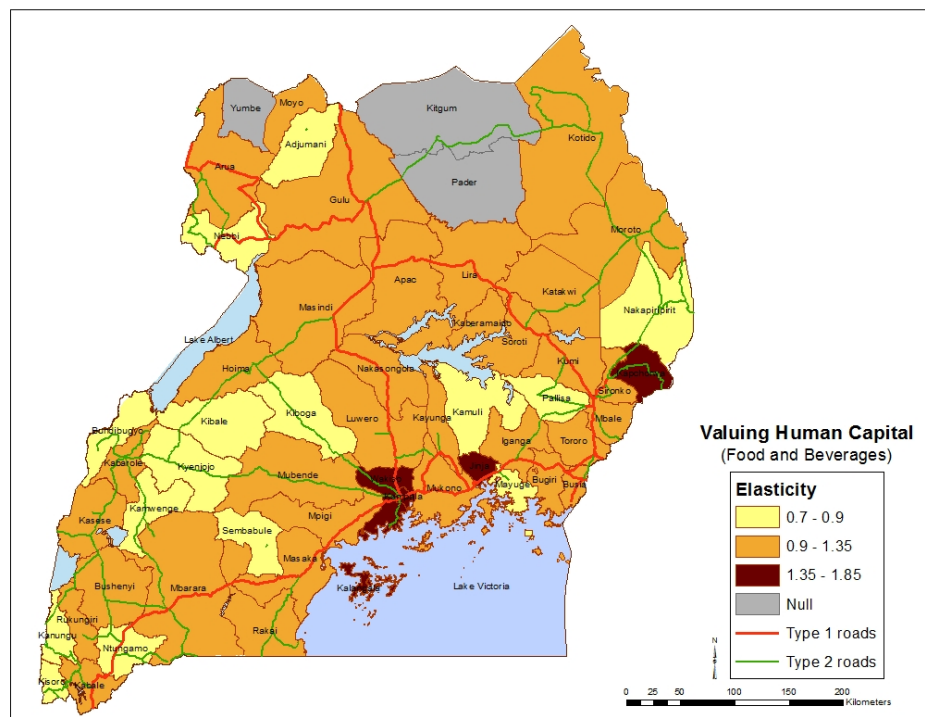 Yumbe
Moyo
Kitgum
Adjumani
Kotido
Arua
Pader
Gulu
Nebbi
Moroto
Apac
Lira
Katakwi
Masindi
Nakapiripirit
Kaberamaido
Lake Albert
Soroti
Kumi
Hoima
Nakasongola
Sironko
Pallisa
Kiboga
Kamuli
Luwero
Kayunga
Mbale
Kibale
Bundibugyo
Iganga
Tororo
Kabarole
Kyenjojo
Mubende
Jinja
Bugiri
Mayuge
Busia
Mukono
Kampala
Kamwenge
Kasese
Mpigi
Sembabule
Masaka
Bushenyi
Mbarara
Lake Victoria
Rukungiri
Rakai
Kanungu
Ntungamo
Kisoro
Kabale
Valuing Human Capital
(Food and Beverages)
Elasticity
0.7 - 0.9
0.9 - 1.35
1.35 - 1.85
Null
Type 1 roads
Type 2 roads
N
0 25 50 100 150 200
Kilometers